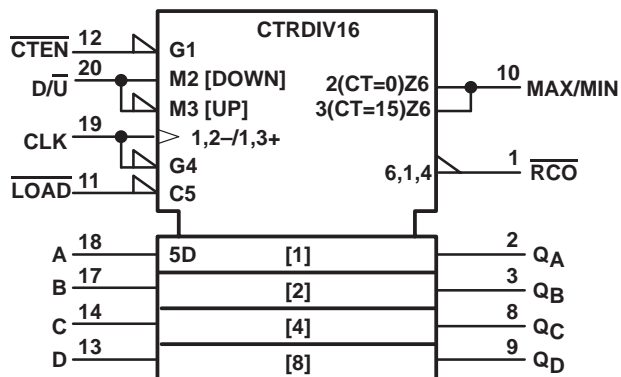 CTRDIV16
CTEN 12 G1
D/U 20 M2 [DOWN] 2(CT=0)Z6 10 MAX/MIN
M3 [UP] 3(CT=15)Z6
CLK 19 1,2–/1,3+
G4 6,1,4 1 RCO
LOAD 11 C5
A 18 5D [1] 2 QA
B 17 [2] 3 QB
C 14 [4] 8 QC
D 13 [8] 9 QD